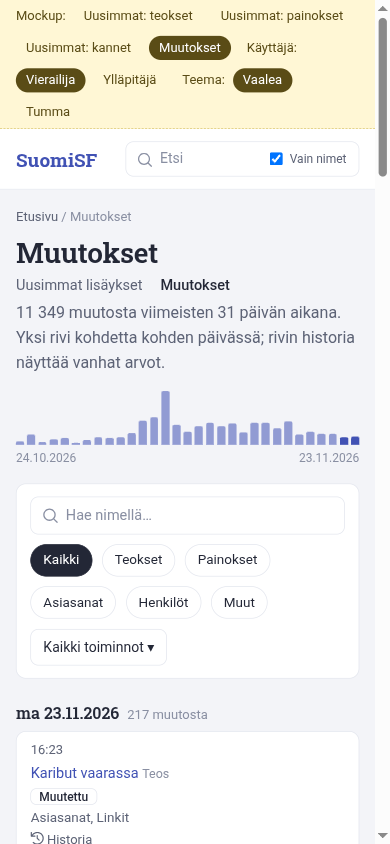 Mockup: Uusimmat: teokset Uusimmat: painokset
Uusimmat: kannet Muutokset Käyttäjä:
Vierailija Ylläpitäjä Teema: Vaalea
Tumma
SuomiSF Etsi Vain nimet
Etusivu / Muutokset
Muutokset
Uusimmat lisäykset Muutokset
11 349 muutosta viimeisten 31 päivän aikana.
Yksi rivi kohdetta kohden päivässä; rivin historia
näyttää vanhat arvot.
24.10.2026 23.11.2026
Hae nimellä...
Kaikki Teokset Painokset
Asiasanat Henkilöt Muut
Kaikki toiminnot ▾
ma 23.11.2026 217 muutosta
16:23
Karibut vaarassa Teos
Muutettu
Asiasanat, Linkit
Historia